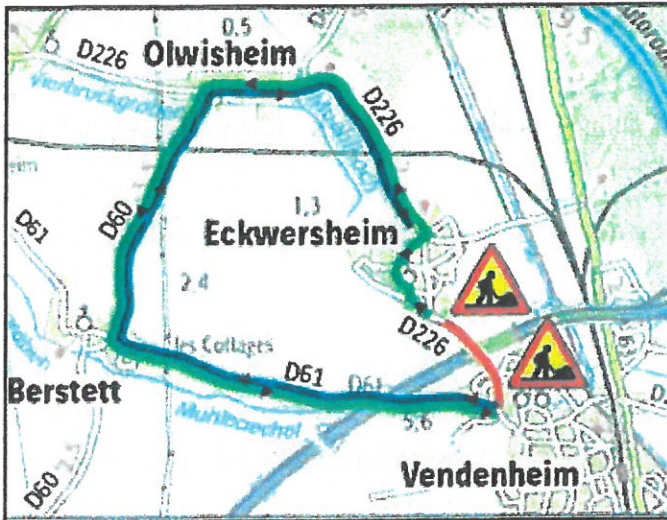 0.5
D226
Olwisheim
D226
D60
1,3
Eckwersheim
D61
2.4
D226
les Cottages
D61
D61
Berstett
Muhlbaechel
5,6
Vendenheim
D60